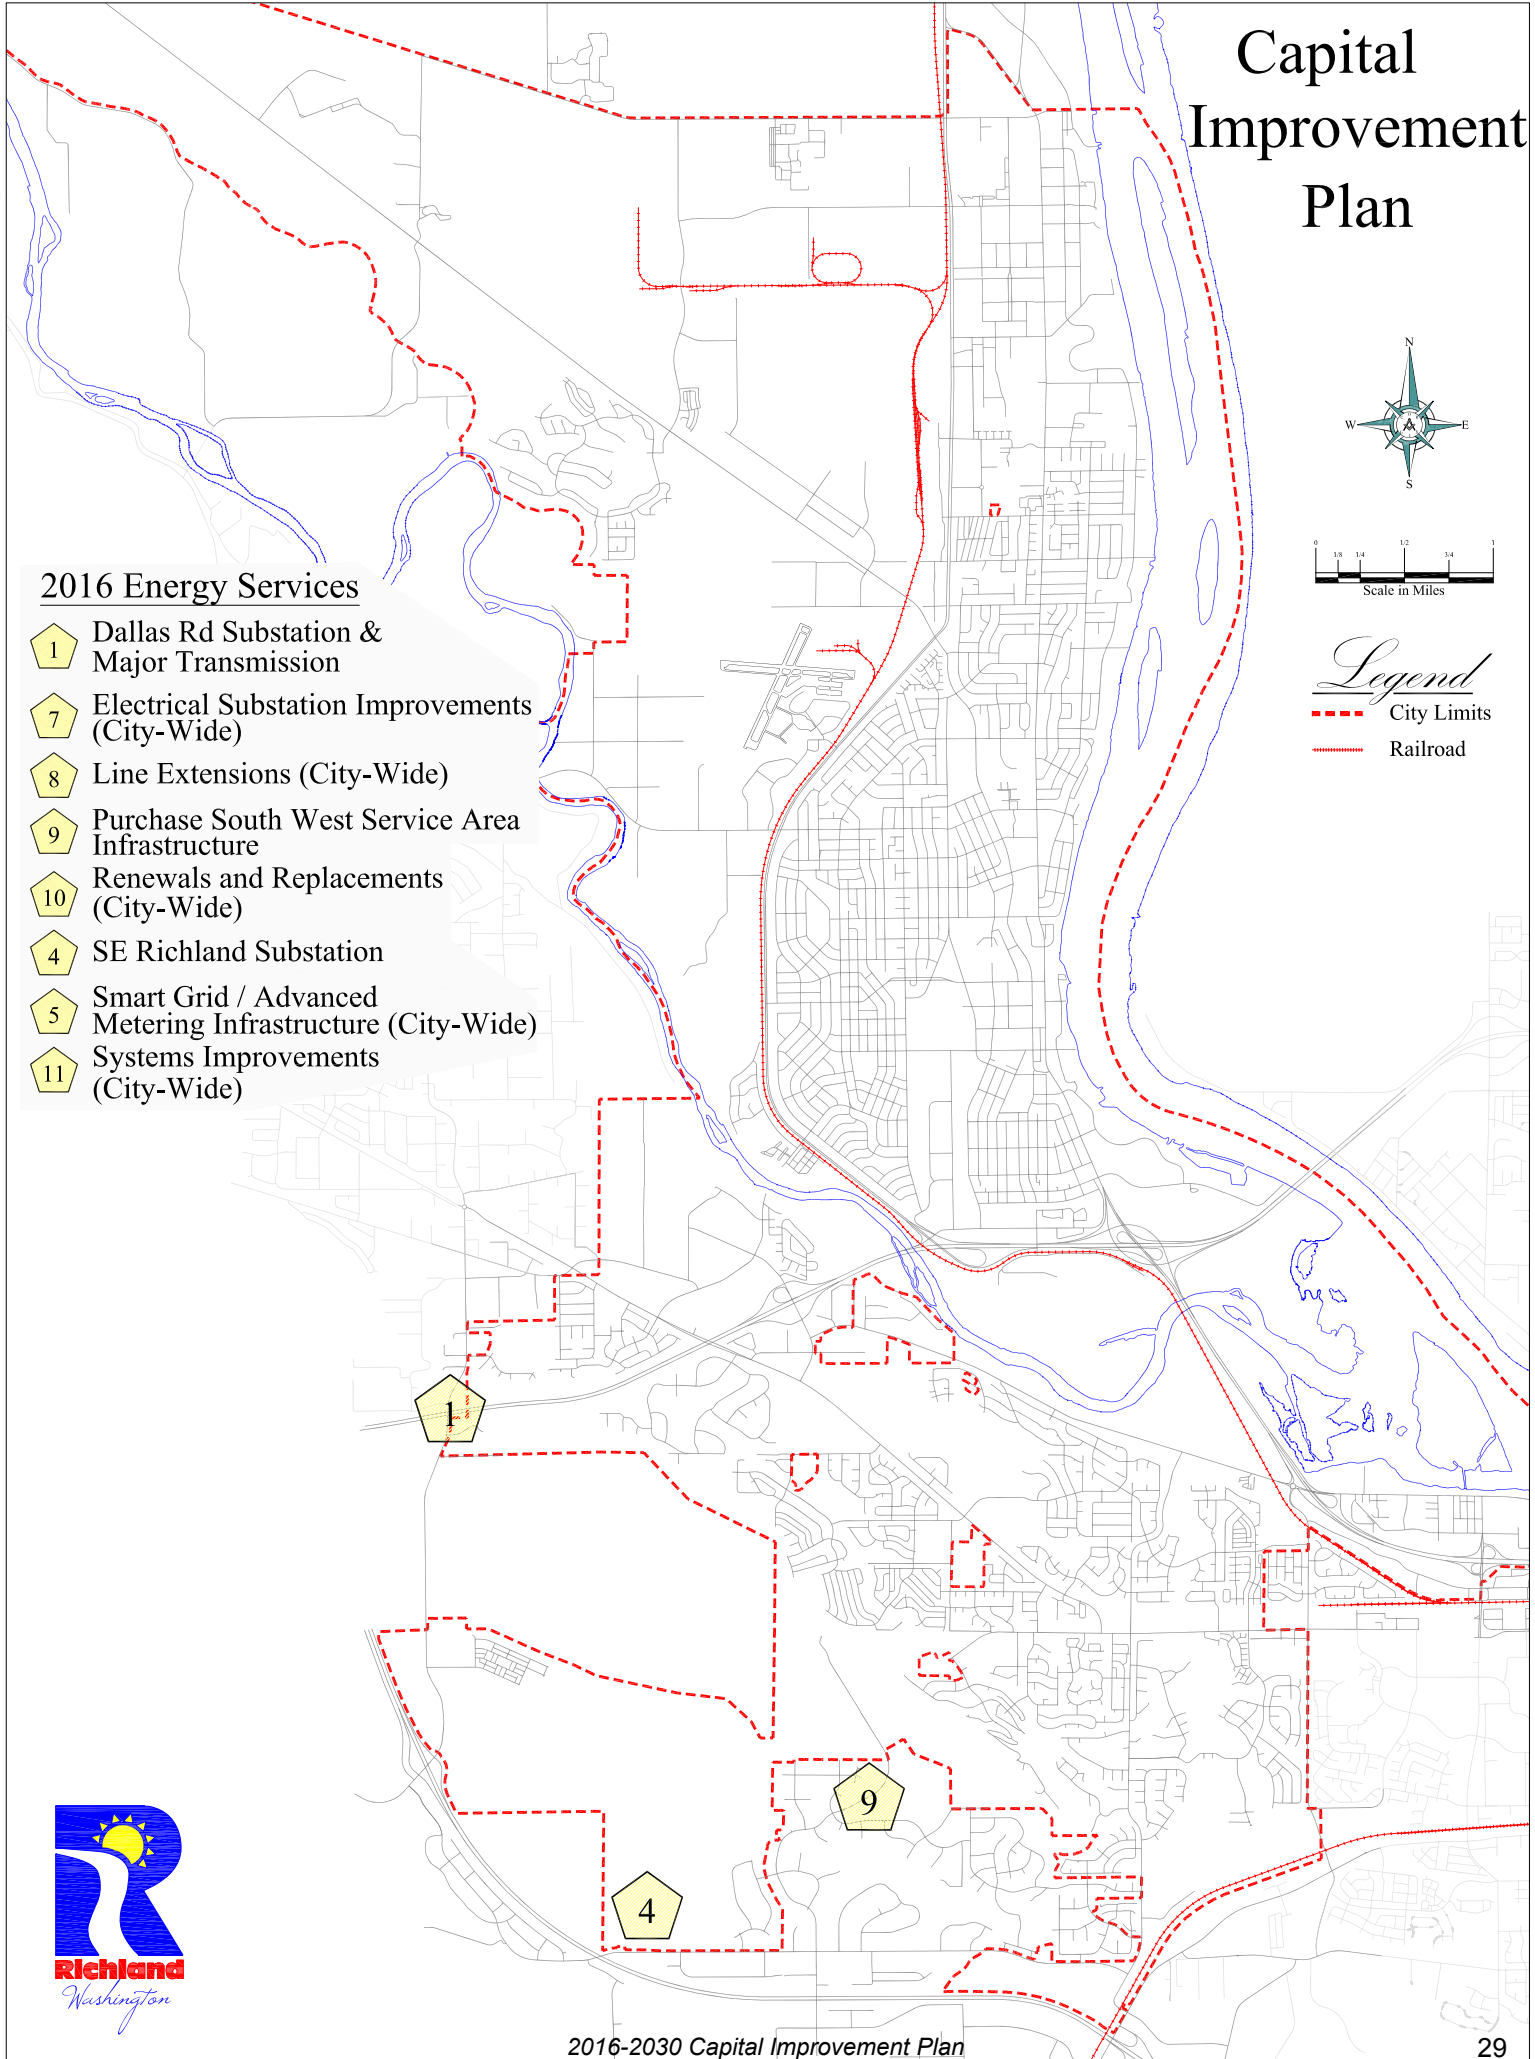 Capital
Improvement
Plan
N
W
E
S
0
1/8
1/4
1/2
3/4
1
Scale in Miles
Legend
City Limits
Railroad
2016 Energy Services
1
Dallas Rd Substation &
Major Transmission
7
Electrical Substation Improvements
(City-Wide)
8
Line Extensions (City-Wide)
9
Purchase South West Service Area
Infrastructure
10
Renewals and Replacements
(City-Wide)
4
SE Richland Substation
5
Smart Grid / Advanced
Metering Infrastructure (City-Wide)
11
Systems Improvements
(City-Wide)
1
9
4
Richland
Washington
2016-2030 Capital Improvement Plan
29